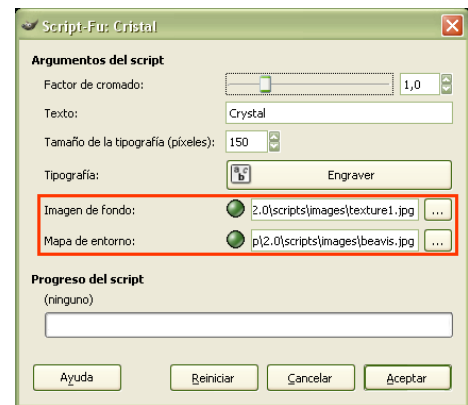 Script-Fu: Cristal
Argumentos del script
Factor de cromado: 1,0
Texto: Crystal
Tamaño de la tipografía (píxeles): 150
Tipografía: Engraver
Imagen de fondo: 2.0\scripts\images\texture1.jpg ...
Mapa de entorno: p\2.0\scripts\images\beavis.jpg ...
Progreso del script
(ninguno)
Ayuda Reiniciar Cancelar Aceptar